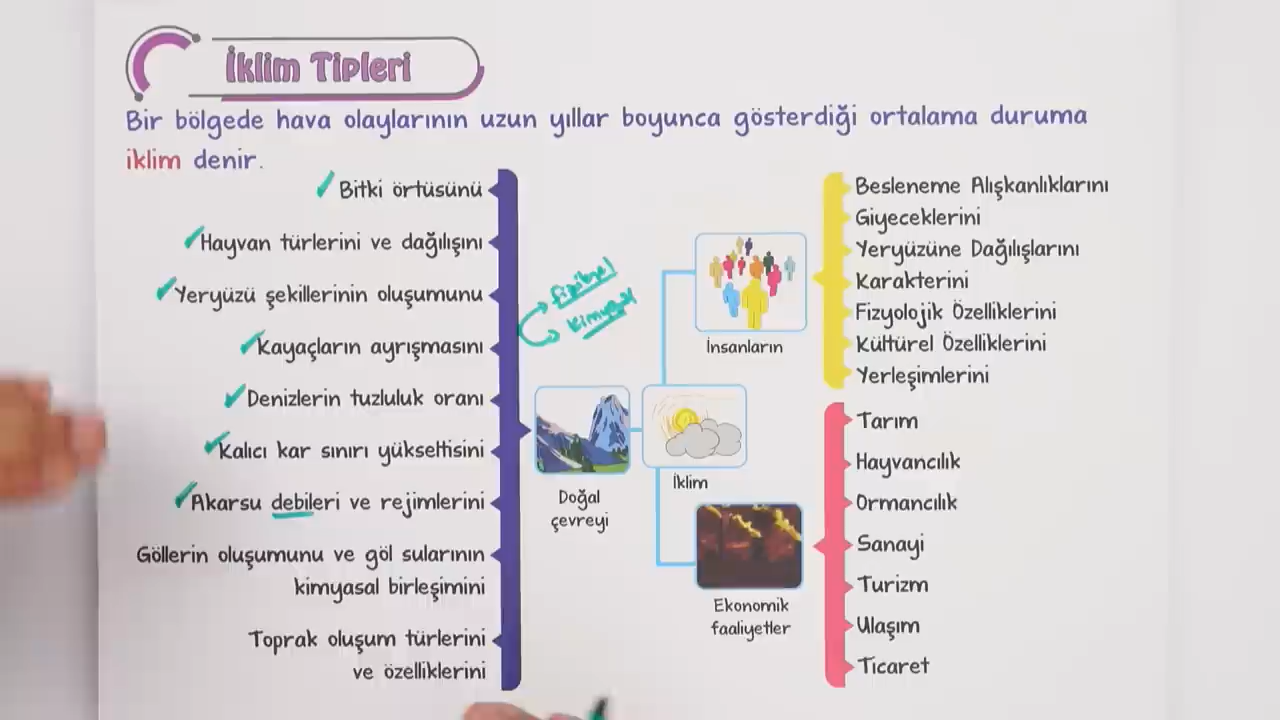 İklim Tipleri
Bir bölgede hava olaylarının uzun yıllar boyunca gösterdiği ortalama duruma
iklim denir.
Bitki örtüsünü
Hayvan türlerini ve dağılışını
Yeryüzü şekillerinin oluşumunu
Kayaçların ayrışmasını
Denizlerin tuzluluk oranı
Kalıcı kar sınırı yükseltisini
Akarsu debileri ve rejimlerini
Göllerin oluşumunu ve göl sularının
kimyasal birleşimini
Toprak oluşum türlerini
ve özelliklerini
fiziksel
kimyasal
Doğal
çevreyi
İklim
İnsanların
Ekonomik
faaliyetler
Besleneme Alışkanlıklarını
Giyeceklerini
Yeryüzüne Dağılışlarını
Karakterini
Fizyolojik Özelliklerini
Kültürel Özelliklerini
Yerleşimlerini
Tarım
Hayvancılık
Ormancılık
Sanayi
Turizm
Ulaşım
Ticaret